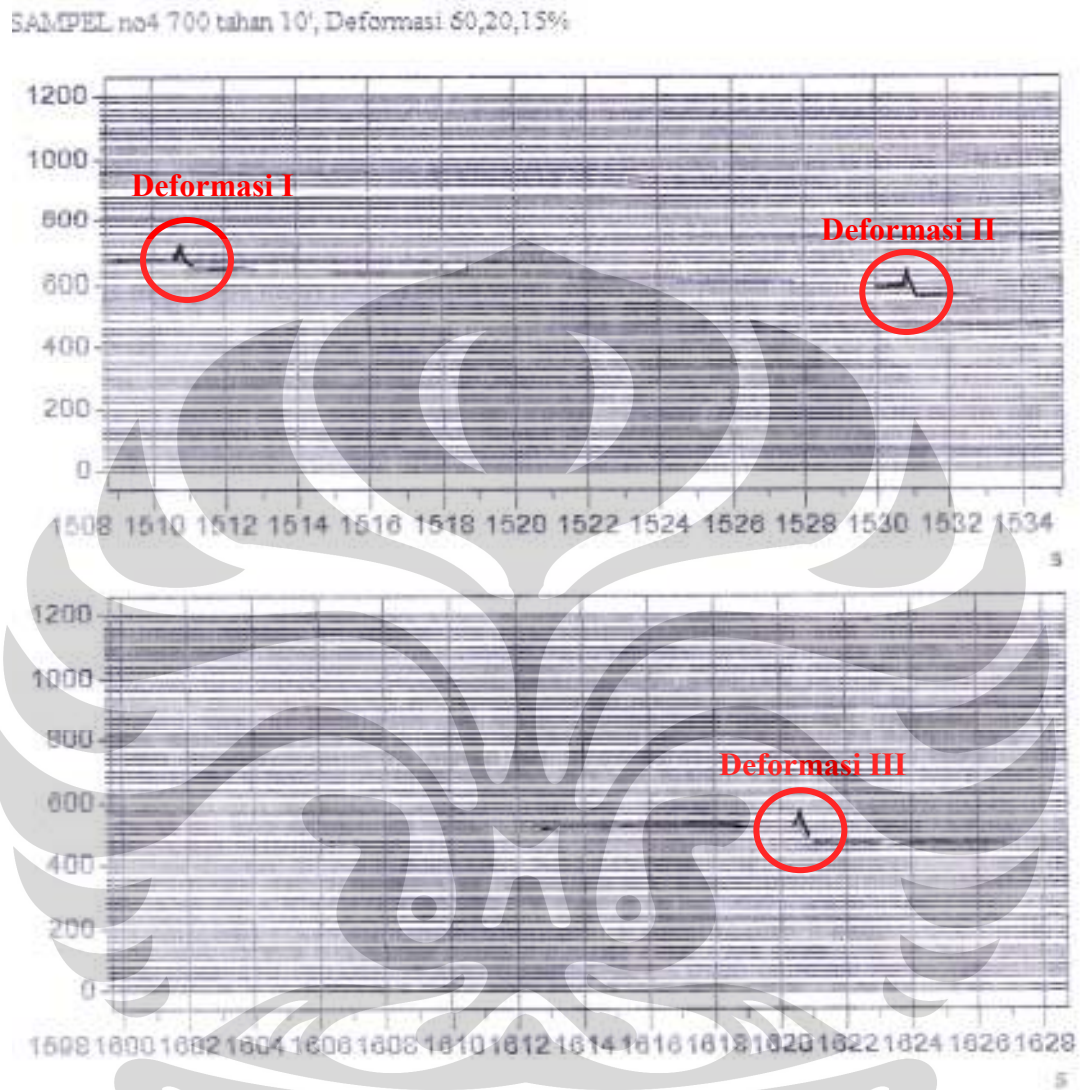 SAMPEL no4 700 tahan 10', Deformasi 60,20,15%
1200
1000
Deformasi I
800
Deformasi II
600
400
200
0
1508 1510 1512 1514 1516 1518 1520 1522 1524 1526 1528 1530 1532 1534
s
1200
1000
800
Deformasi III
600
400
200
0
1598 1600 1602 1604 1606 1608 1610 1612 1614 1616 1618 1620 1622 1624 1626 1628
s